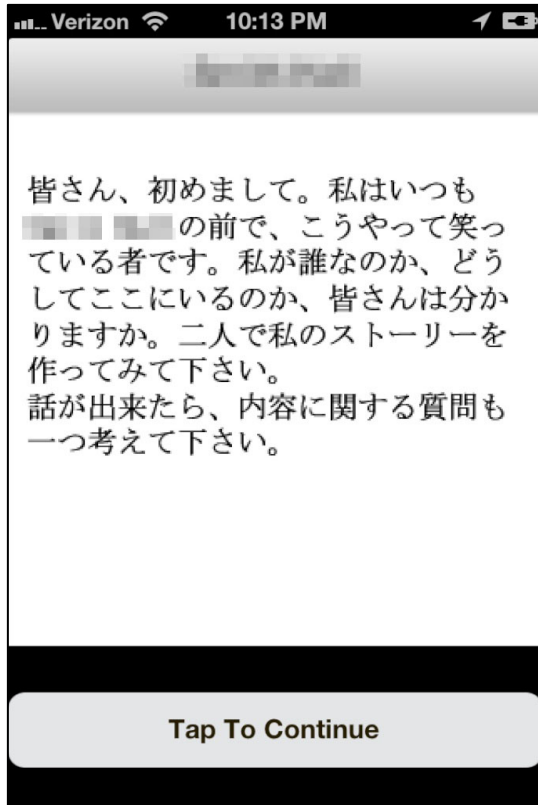 Verizon 10:13 PM
皆さん、初めまして。私はいつも
の前で、こうやって笑っ
ている者です。私が誰なのか、どう
してここにいるのか、皆さんは分か
りますか。二人で私のストーリーを
作ってみて下さい。
話が出来たら、内容に関する質問も
一つ考えて下さい。
Tap To Continue